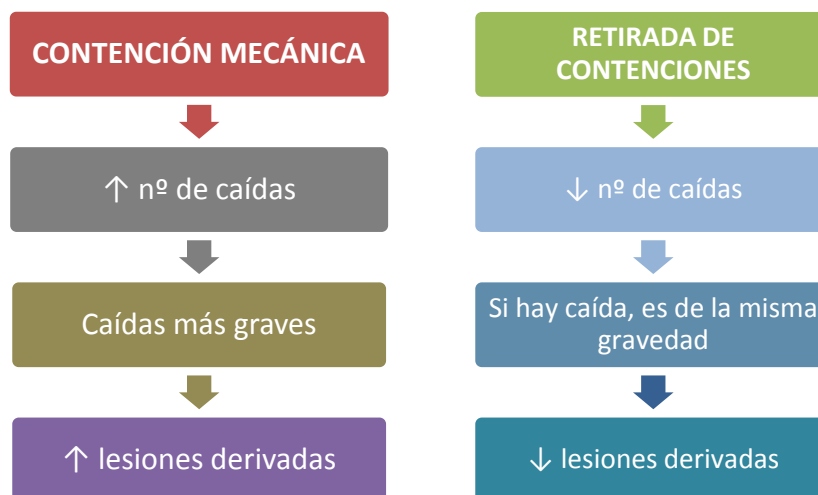 CONTENCIÓN MECÁNICA
↑ nº de caídas
Caídas más graves
↑ lesiones derivadas
RETIRADA DE
CONTENCIONES
↓ nº de caídas
Si hay caída, es de la misma
gravedad
↓ lesiones derivadas